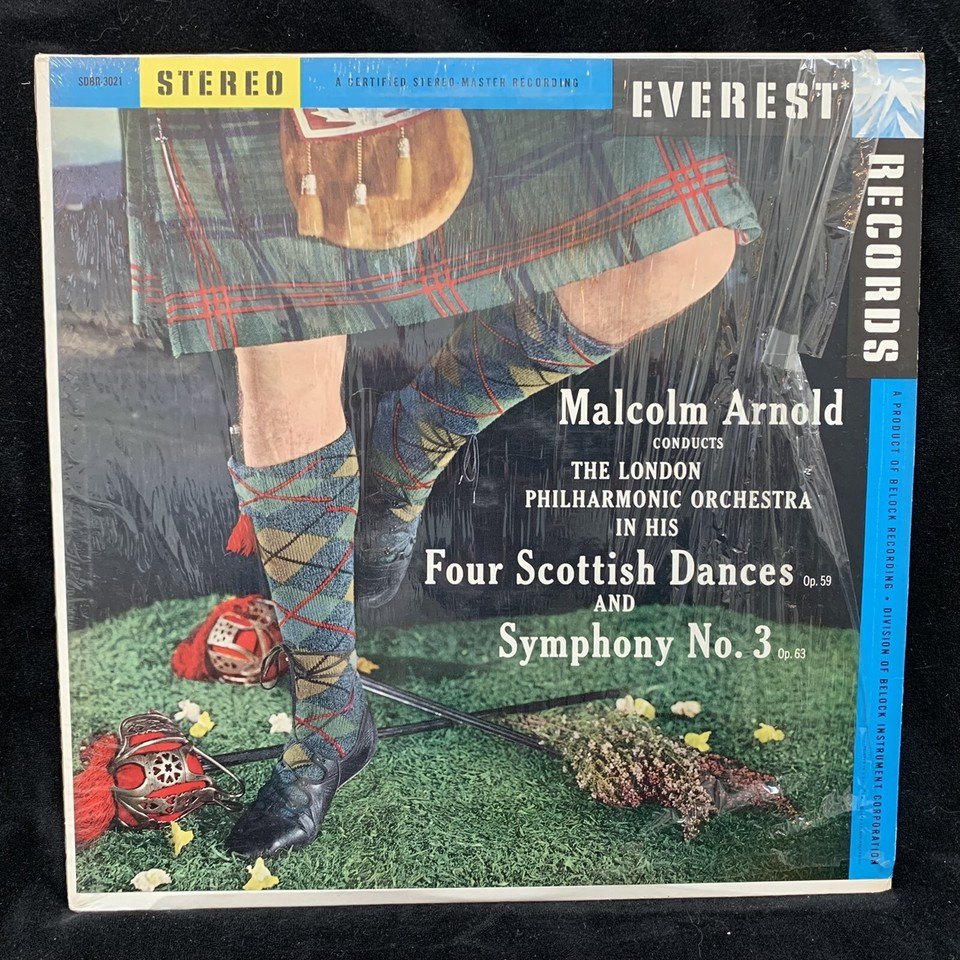 SDBR-3021
STEREO
A CERTIFIED STEREO-MASTER RECORDING
EVEREST*
RECORDS
A PRODUCT OF BELOCK RECORDING • DIVISION OF BELOCK INSTRUMENT CORPORATION
Malcolm Arnold
CONDUCTS
THE LONDON
PHILHARMONIC ORCHESTRA
IN HIS
Four Scottish Dances Op. 59
AND
Symphony No. 3 Op. 63